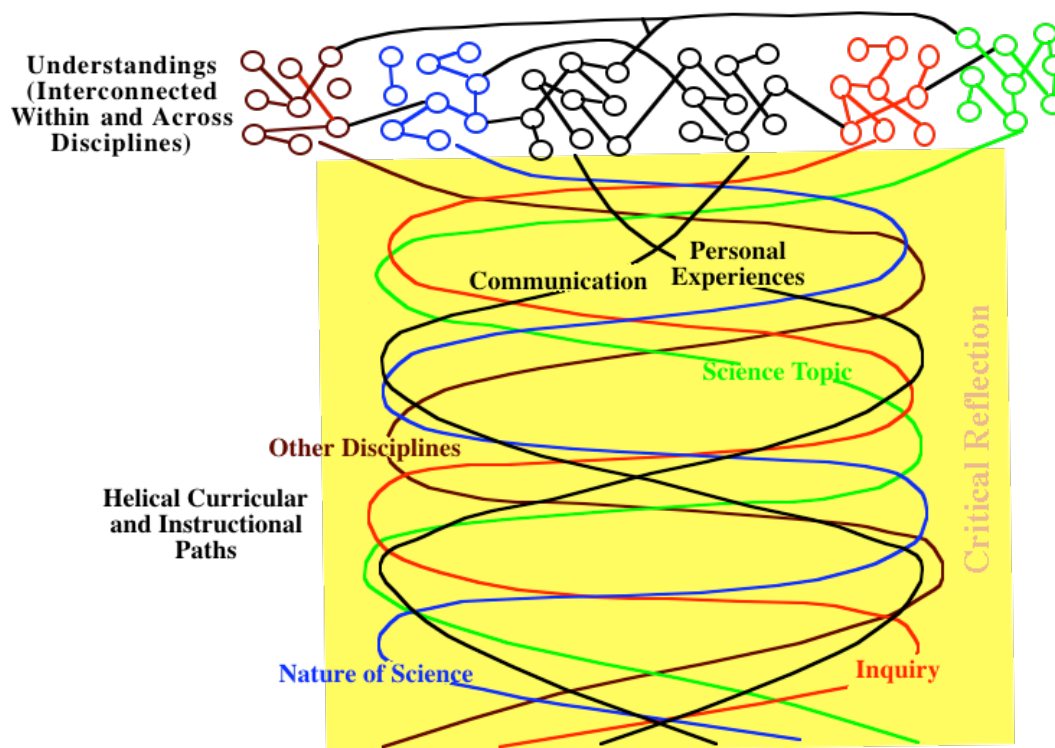 Understandings
(Interconnected
Within and Across
Disciplines)
Personal
Communication
Experiences
Science Topic
Critical Reflection
Other Disciplines
Helical Curricular
and Instructional
Paths
Nature of Science
Inquiry